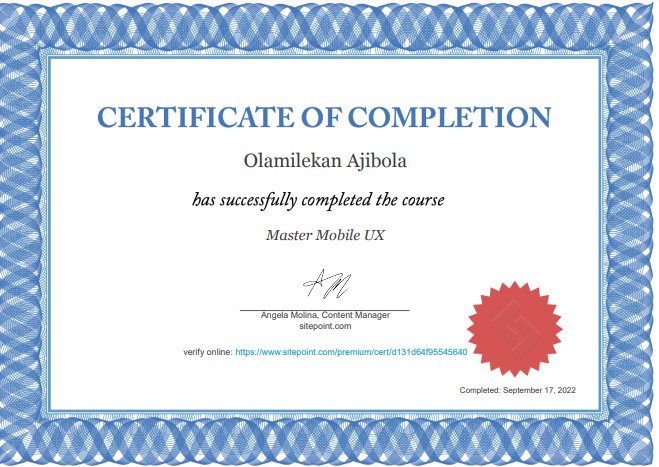 CERTIFICATE OF COMPLETION
Olamilekan Ajibola
has successfully completed the course
Master Mobile UX
Angela Molina, Content Manager
sitepoint.com
verify online: https://www.sitepoint.com/premium/cert/d131d64f95545640
Completed: September 17, 2022